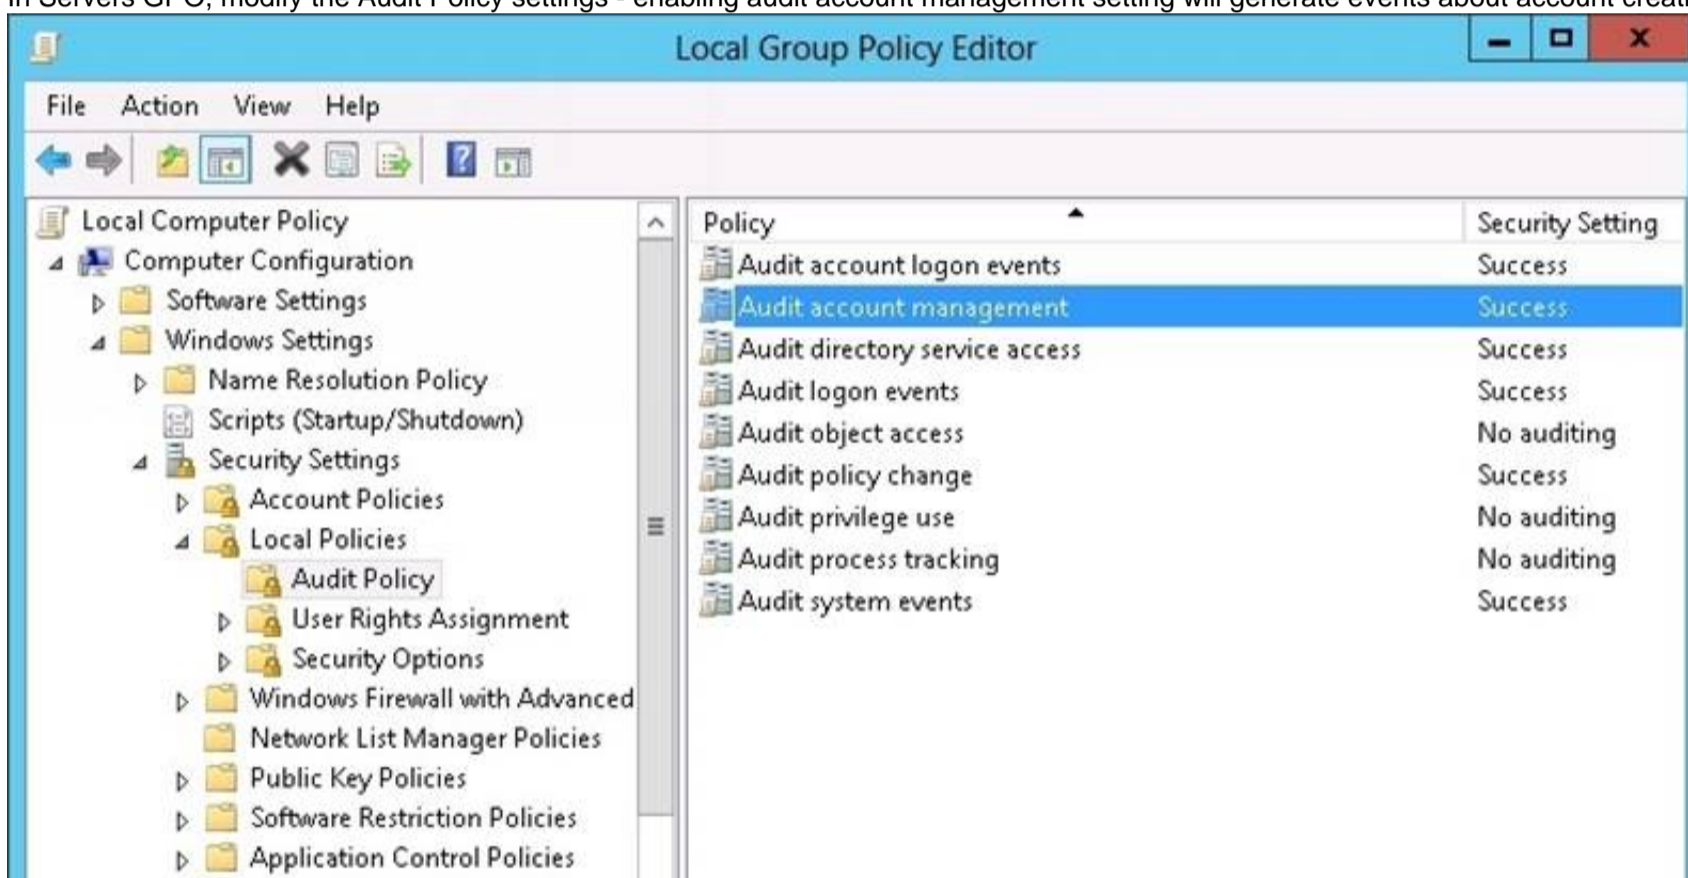 In Servers GPO, modify the Audit Policy settings - enabling audit account management setting will generate events about account creati
Local Group Policy Editor
File Action View Help
Local Computer Policy
Computer Configuration
Software Settings
Windows Settings
Name Resolution Policy
Scripts (Startup/Shutdown)
Security Settings
Account Policies
Local Policies
Audit Policy
User Rights Assignment
Security Options
Windows Firewall with Advanced
Network List Manager Policies
Public Key Policies
Software Restriction Policies
Application Control Policies
Policy Security Setting
Audit account logon events Success
Audit account management Success
Audit directory service access Success
Audit logon events Success
Audit object access No auditing
Audit policy change Success
Audit privilege use No auditing
Audit process tracking No auditing
Audit system events Success